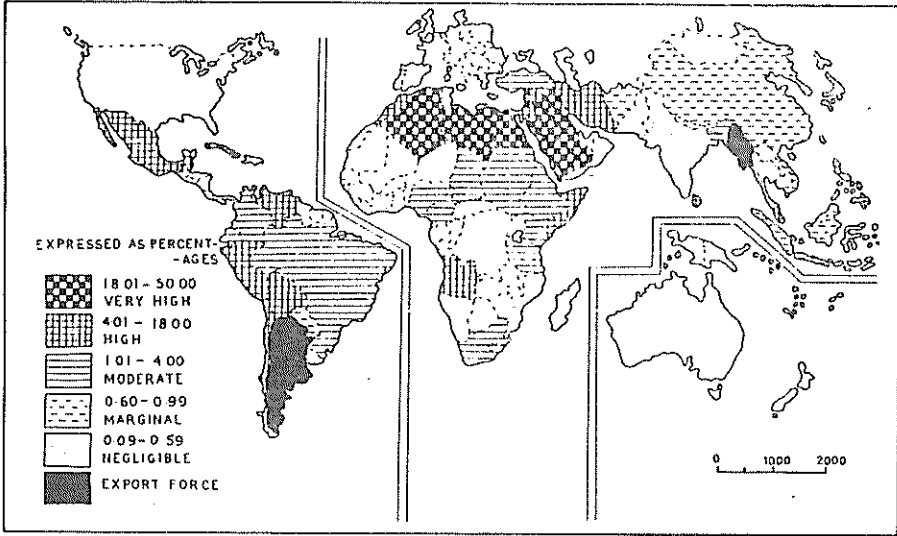 EXPRESSED AS PERCENT-
-AGES
18.01-50.00
VERY HIGH
4.01-18.00
HIGH
1.01-4.00
MODERATE
0.60-0.99
MARGINAL
0.09-0.59
NEGLIGIBLE
EXPORT FORCE
0 1000 2000